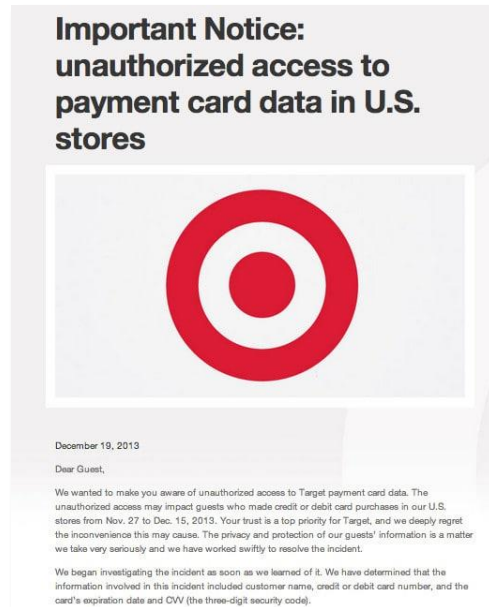 Important Notice:
unauthorized access to
payment card data in U.S.
stores
December 19, 2013
Dear Guest,
We wanted to make you aware of unauthorized access to Target payment card data. The
unauthorized access may impact guests who made credit or debit card purchases in our U.S.
stores from Nov. 27 to Dec. 15, 2013. Your trust is a top priority for Target, and we deeply regret
the inconvenience this may cause. The privacy and protection of our guests' information is a matter
we take very seriously and we have worked swiftly to resolve the incident.
We began investigating the incident as soon as we learned of it. We have determined that the
information involved in this incident included customer name, credit or debit card number, and the
card's expiration date and CVV (the three-digit security code).